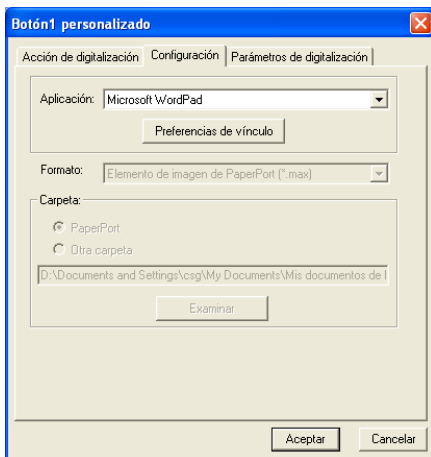 Botón1 personalizado
Acción de digitalización Configuración Parámetros de digitalización
Aplicación: Microsoft WordPad
Preferencias de vínculo
Formato: Elemento de imagen de PaperPort (*.max)
Carpeta:
PaperPort
Otra carpeta
D:\Documents and Settings\csg\My Documents\Mis documentos de
Examinar
Aceptar Cancelar